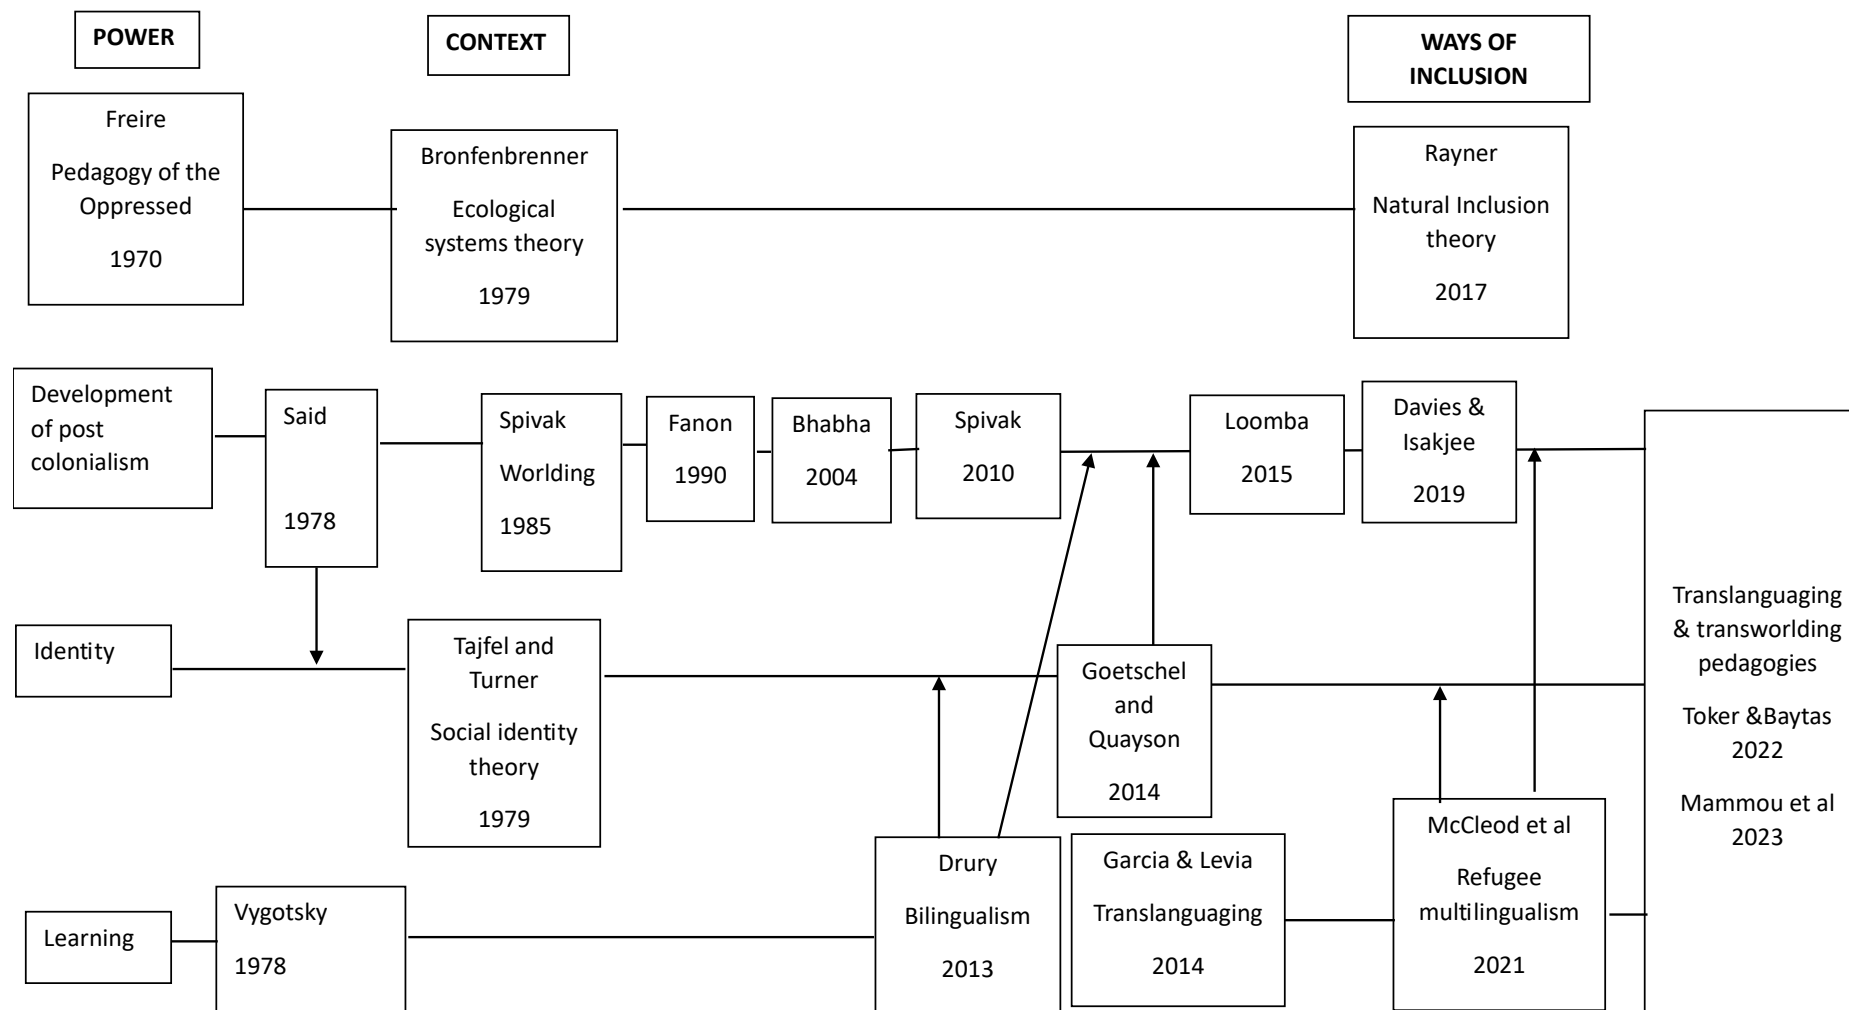 POWER
CONTEXT
WAYS OF
INCLUSION
Freire
Pedagogy of the
Oppressed
1970
Bronfenbrenner
Ecological
systems theory
1979
Rayner
Natural Inclusion
theory
2017
Development
of post
colonialism
Said
1978
Spivak
Worlding
1985
Fanon
1990
Bhabha
2004
Spivak
2010
Loomba
2015
Davies &
Isakjee
2019
Identity
Tajfel and
Turner
Social identity
theory
1979
Goetschel
and
Quayson
2014
Learning
Vygotsky
1978
Drury
Bilingualism
2013
Garcia & Levia
Translanguaging
2014
McCleod et al
Refugee
multilingualism
2021
Translanguaging
& transworlding
pedagogies
Toker &Baytas
2022
Mammou et al
2023